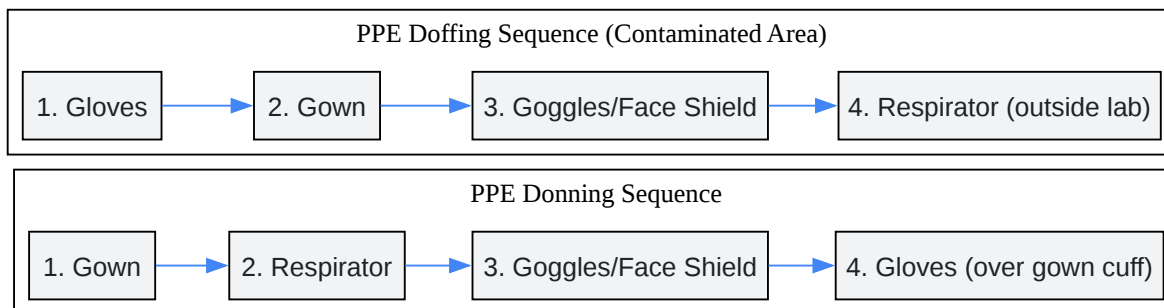 PPE Doffing Sequence (Contaminated Area)
1. Gloves
2. Gown
3. Goggles/Face Shield
4. Respirator (outside lab)
PPE Donning Sequence
1. Gown
2. Respirator
3. Goggles/Face Shield
4. Gloves (over gown cuff)